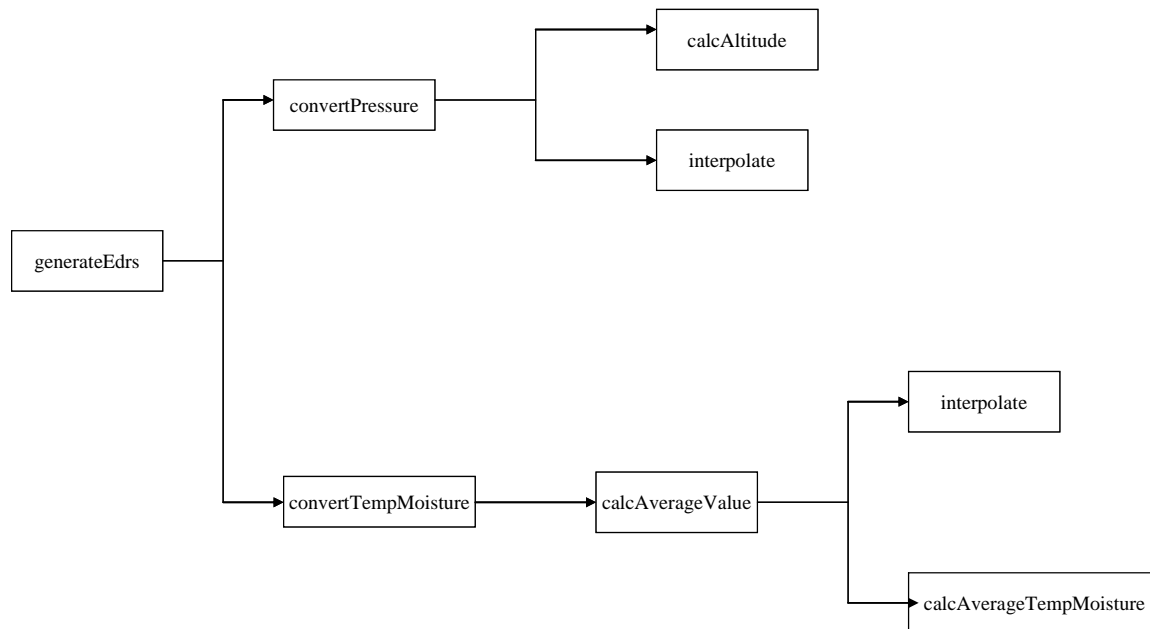 calcAltitude
convertPressure
interpolate
generateEdrs
interpolate
convertTempMoisture
calcAverageValue
calcAverageTempMoisture